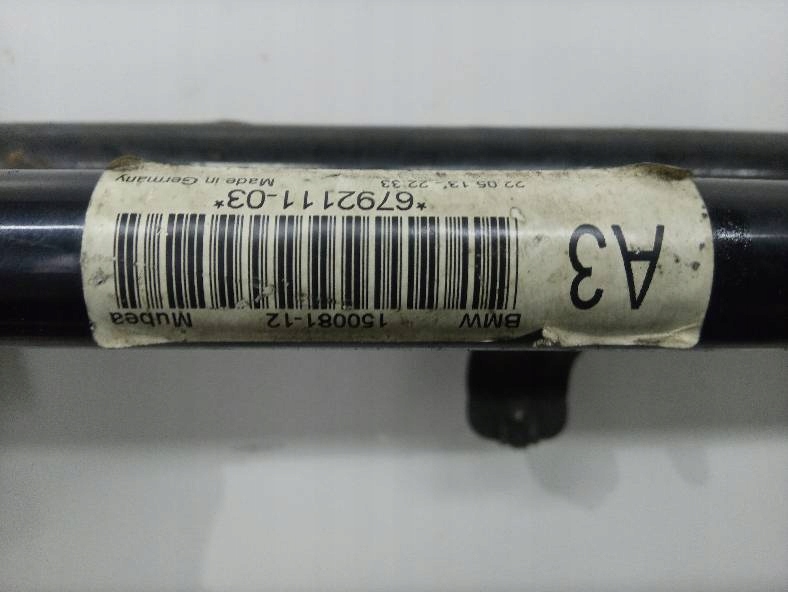 A3
BMW 150081-12 Mubea
*6792111-03*
22.05.13*-22:33 Made in Germany